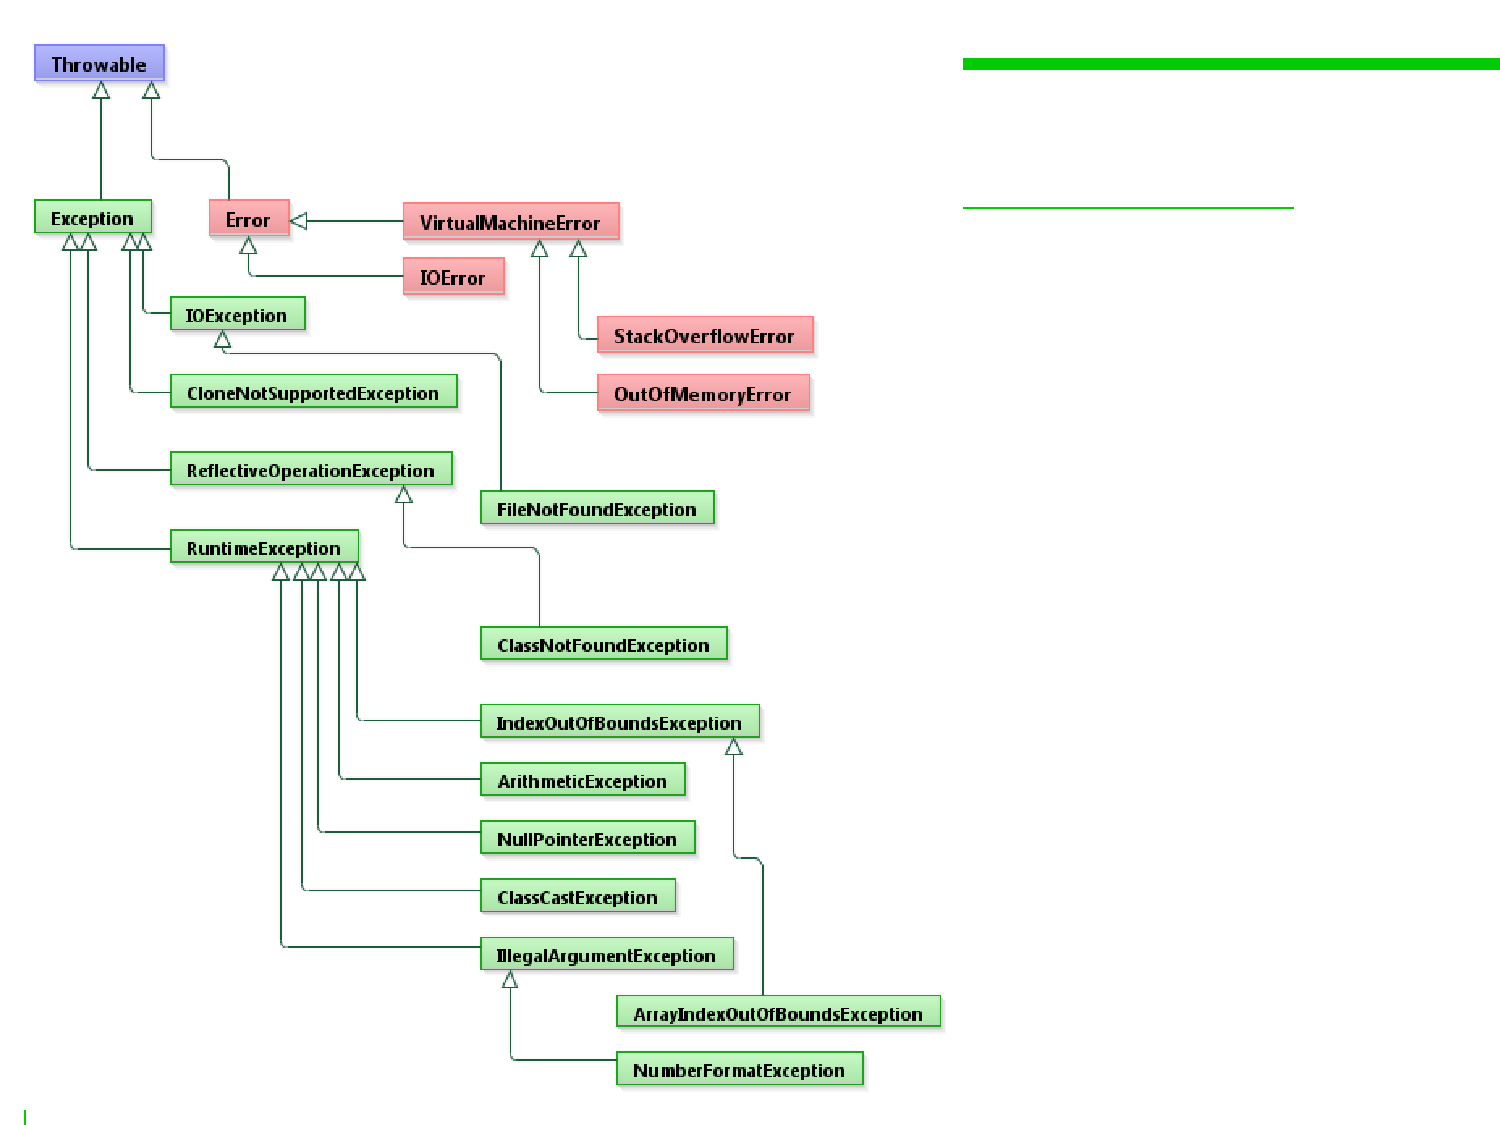 Throwable
Exception
Error
VirtualMachineError
IOError
IOException
StackOverflowError
CloneNotSupportedException
OutOfMemoryError
ReflectiveOperationException
FileNotFoundException
RuntimeException
ClassNotFoundException
IndexOutOfBoundsException
ArithmeticException
NullPointerException
ClassCastException
IllegalArgumentException
ArrayIndexOutOfBoundsException
NumberFormatException